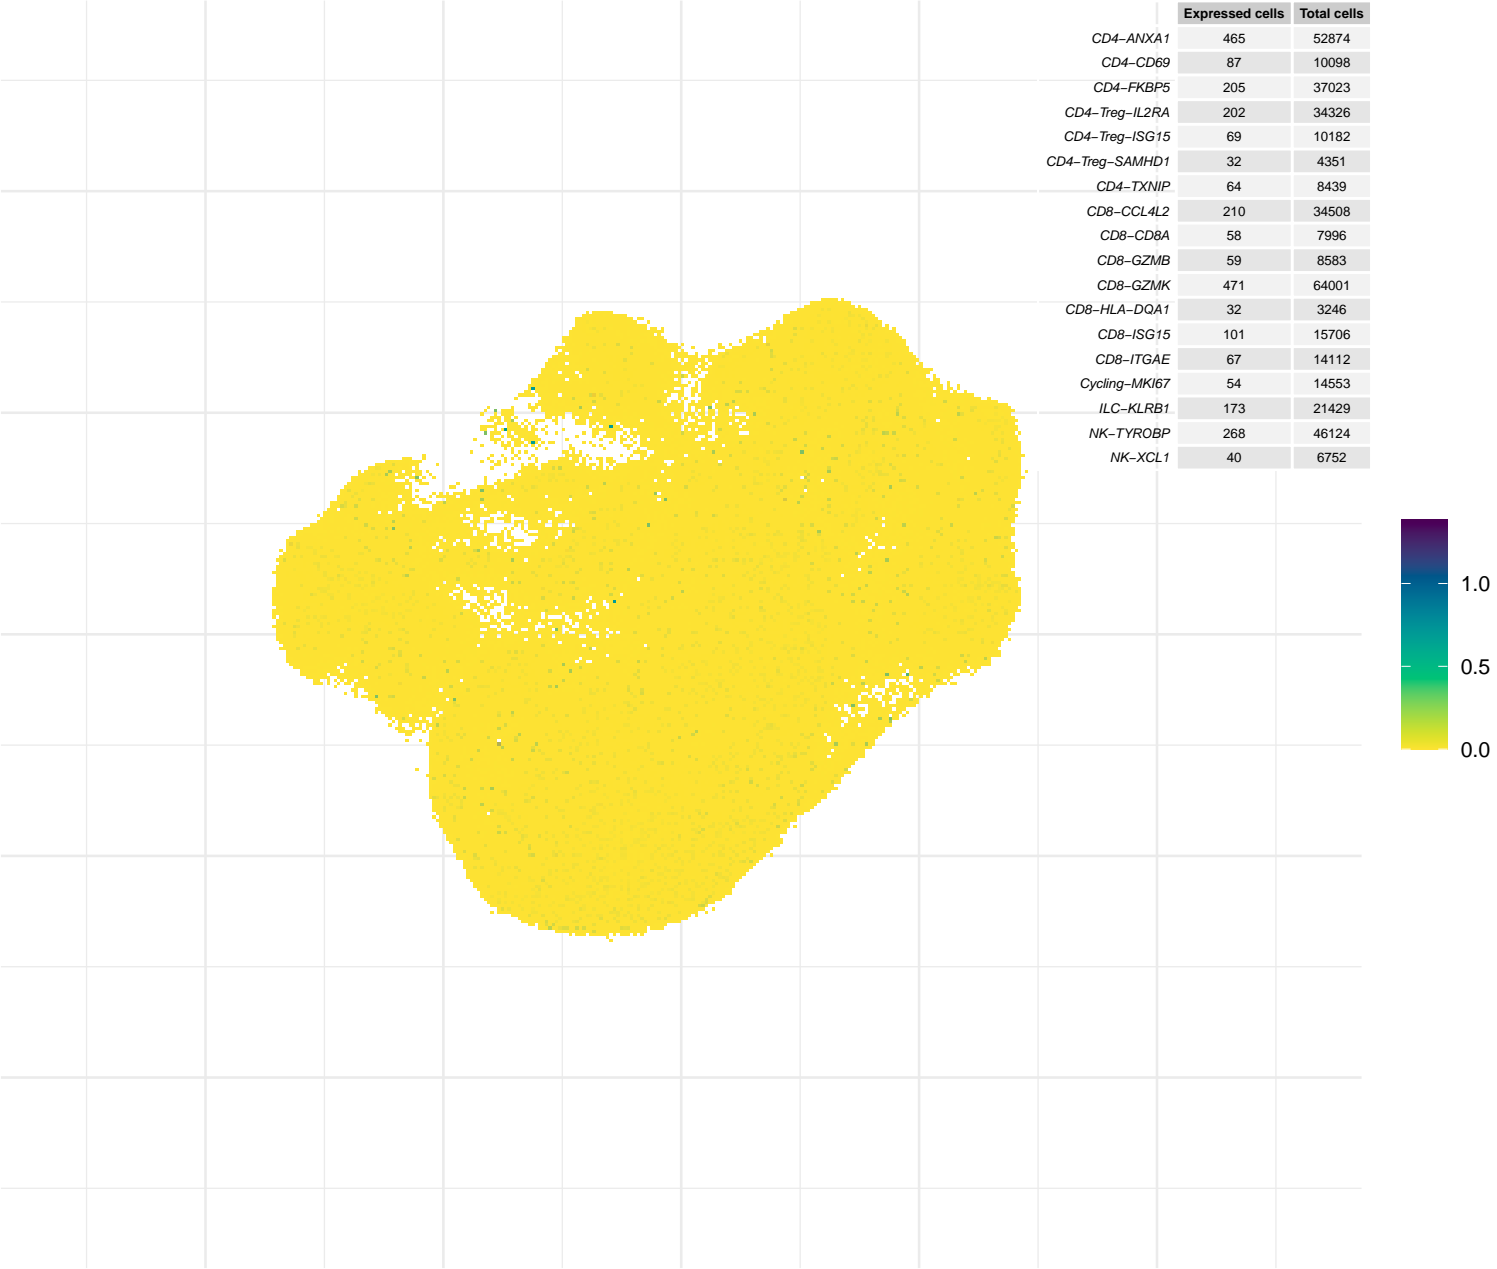 Expressed cells Total cells
CD4−ANXA1 465 52874
CD4−CD69 87 10098
CD4−FKBP5 205 37023
CD4−Treg−IL2RA 202 34326
CD4−Treg−ISG15 69 10182
CD4−Treg−SAMHD1 32 4351
CD4−TXNIP 64 8439
CD8−CCL4L2 210 34508
CD8−CD8A 58 7996
CD8−GZMB 59 8583
CD8−GZMK 471 64001
CD8−HLA−DQA1 32 3246
CD8−ISG15 101 15706
CD8−ITGAE 67 14112
Cycling−MKI67 54 14553
ILC−KLRB1 173 21429
NK−TYROBP 268 46124
NK−XCL1 40 6752
1.0
0.5
0.0